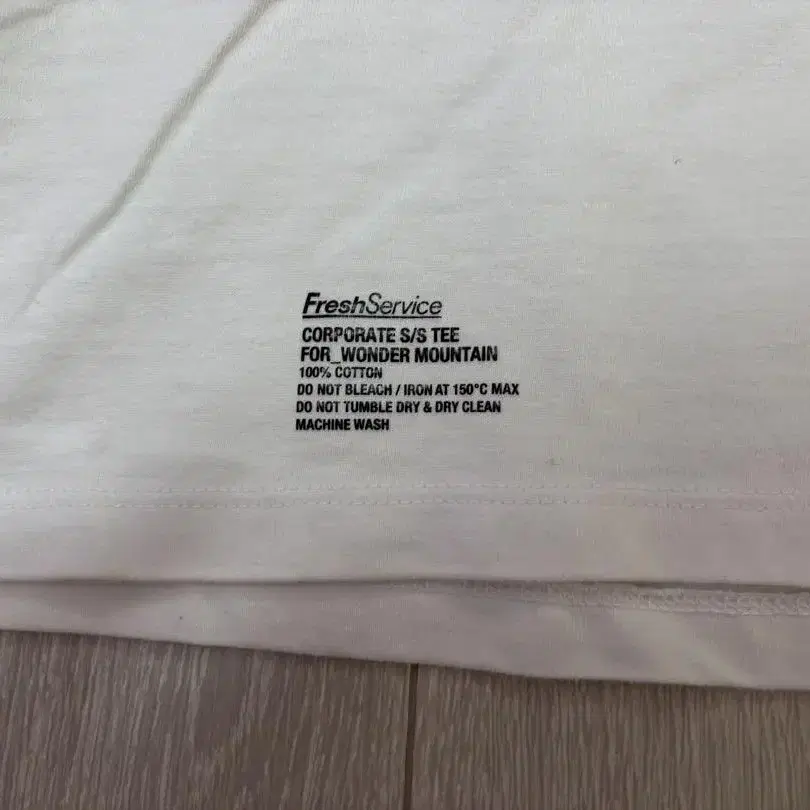 FreshService
CORPORATE S/S TEE
FOR_WONDER MOUNTAIN
100% COTTON
DO NOT BLEACH / IRON AT 150°C MAX
DO NOT TUMBLE DRY & DRY CLEAN
MACHINE WASH